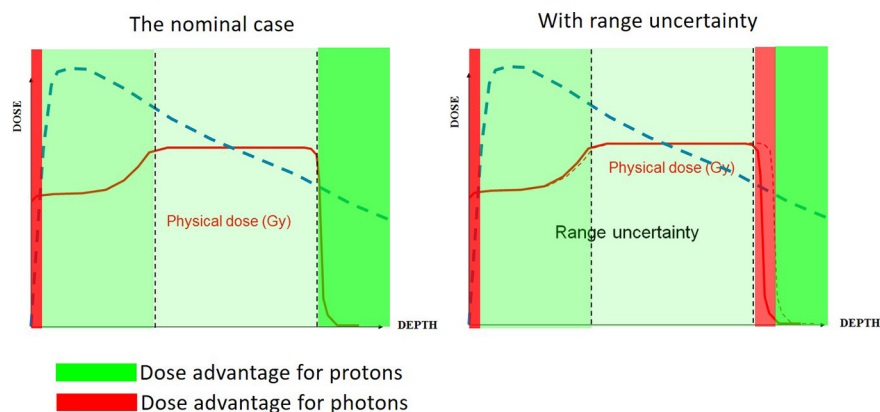 The nominal case
With range uncertainty
DOSE
Physical dose (Gy)
DEPTH
DOSE
Physical dose (Gy)
Range uncertainty
DEPTH
Dose advantage for protons
Dose advantage for photons